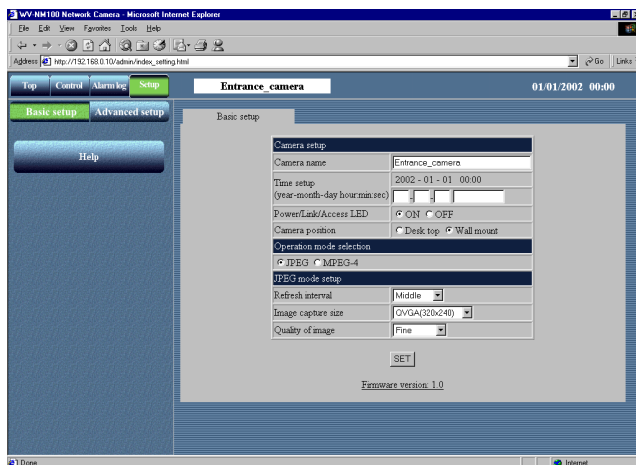 WV-NM100 Network Camera - Microsoft Internet Explorer
File Edit View Favorites Tools Help
Address http://192.168.0.10/admin/index_setting.html Go Links
Top Control Alarm log Setup Entrance_camera 01/01/2002 00:00
Basic setup Advanced setup
Help
Basic setup
Camera setup
Camera name Entrance_camera
Time setup 2002 - 01 - 01 00:00
(year-month-day hour:min:sec) - -
Power/Link/Access LED ON OFF
Camera position Desk top Wall mount
Operation mode selection
JPEG MPEG-4
JPEG mode setup
Refresh interval Middle
Image capture size QVGA(320x240)
Quality of image Fine
SET
Firmware version: 1.0
Done Internet